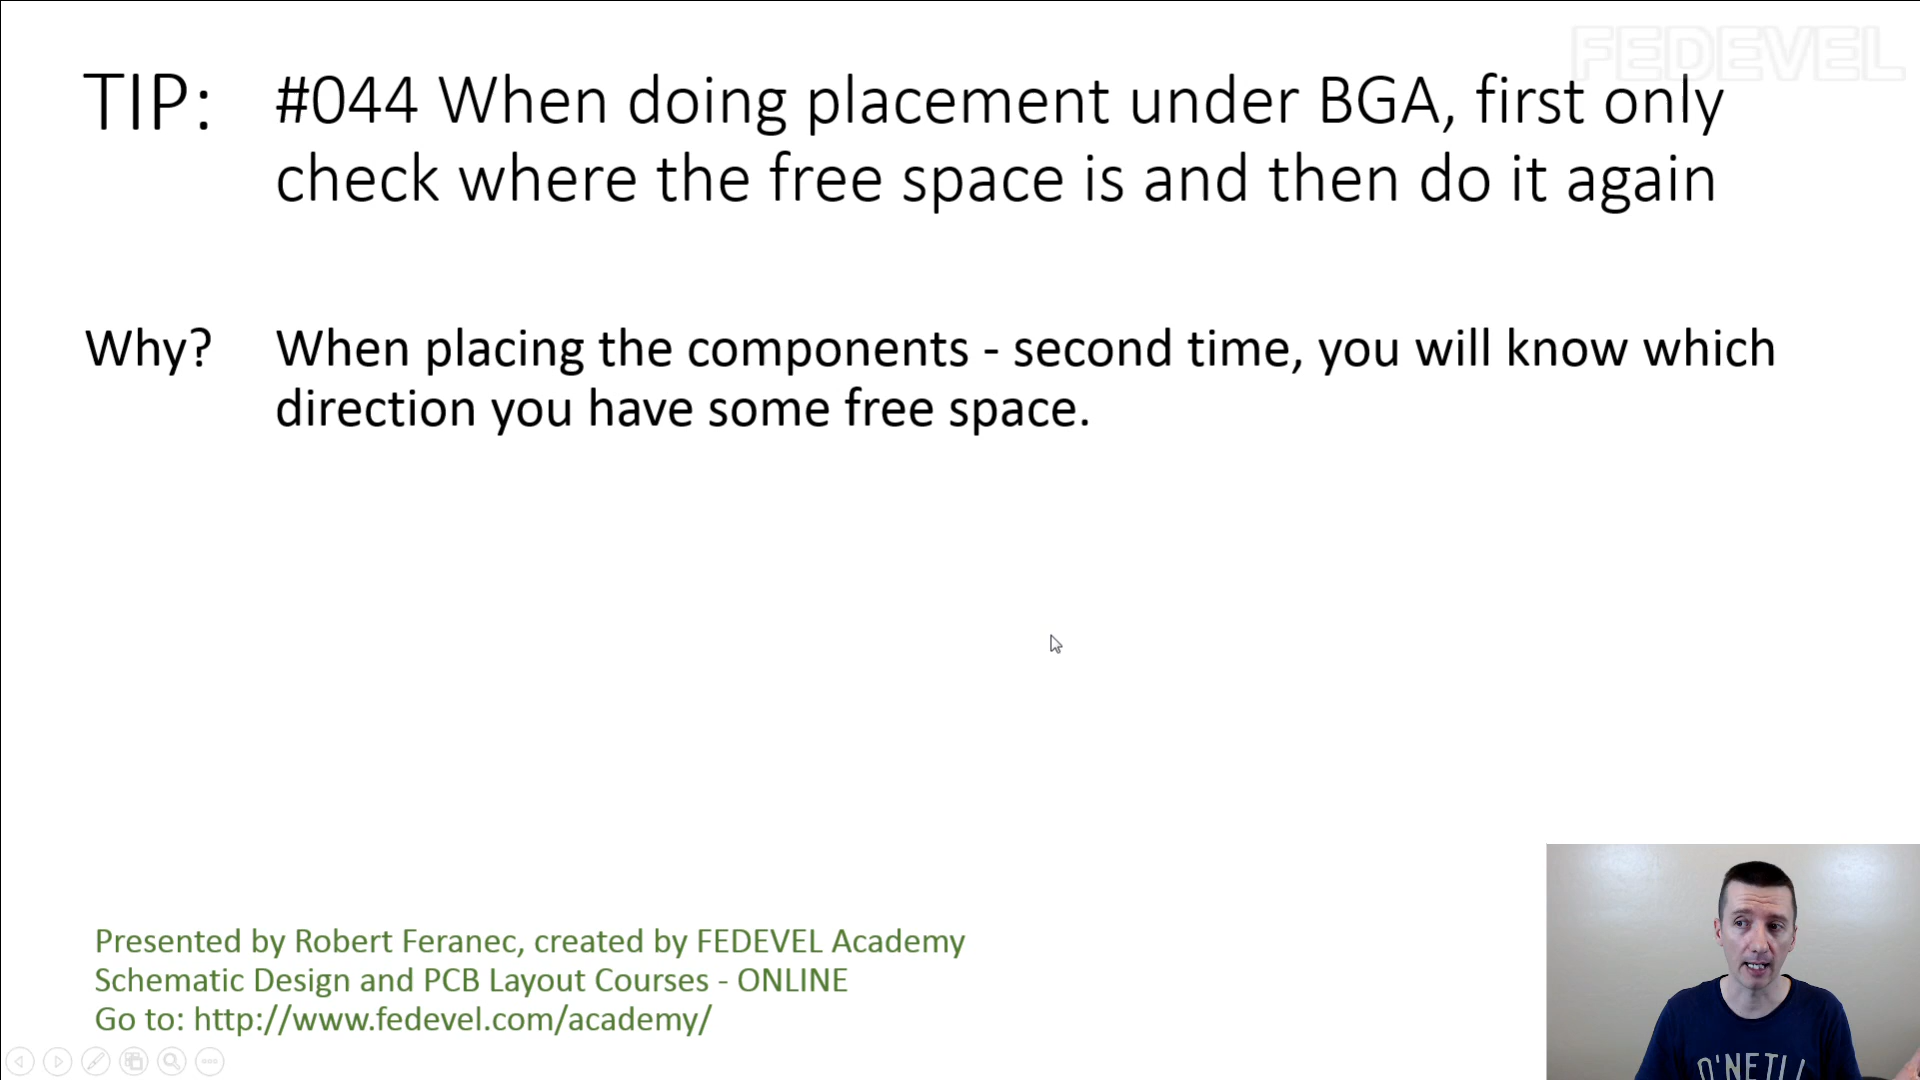 FEDEVEL
TIP: #044 When doing placement under BGA, first only
check where the free space is and then do it again
Why? When placing the components - second time, you will know which
direction you have some free space.
Presented by Robert Feranec, created by FEDEVEL Academy
Schematic Design and PCB Layout Courses - ONLINE
Go to: http://www.fedevel.com/academy/